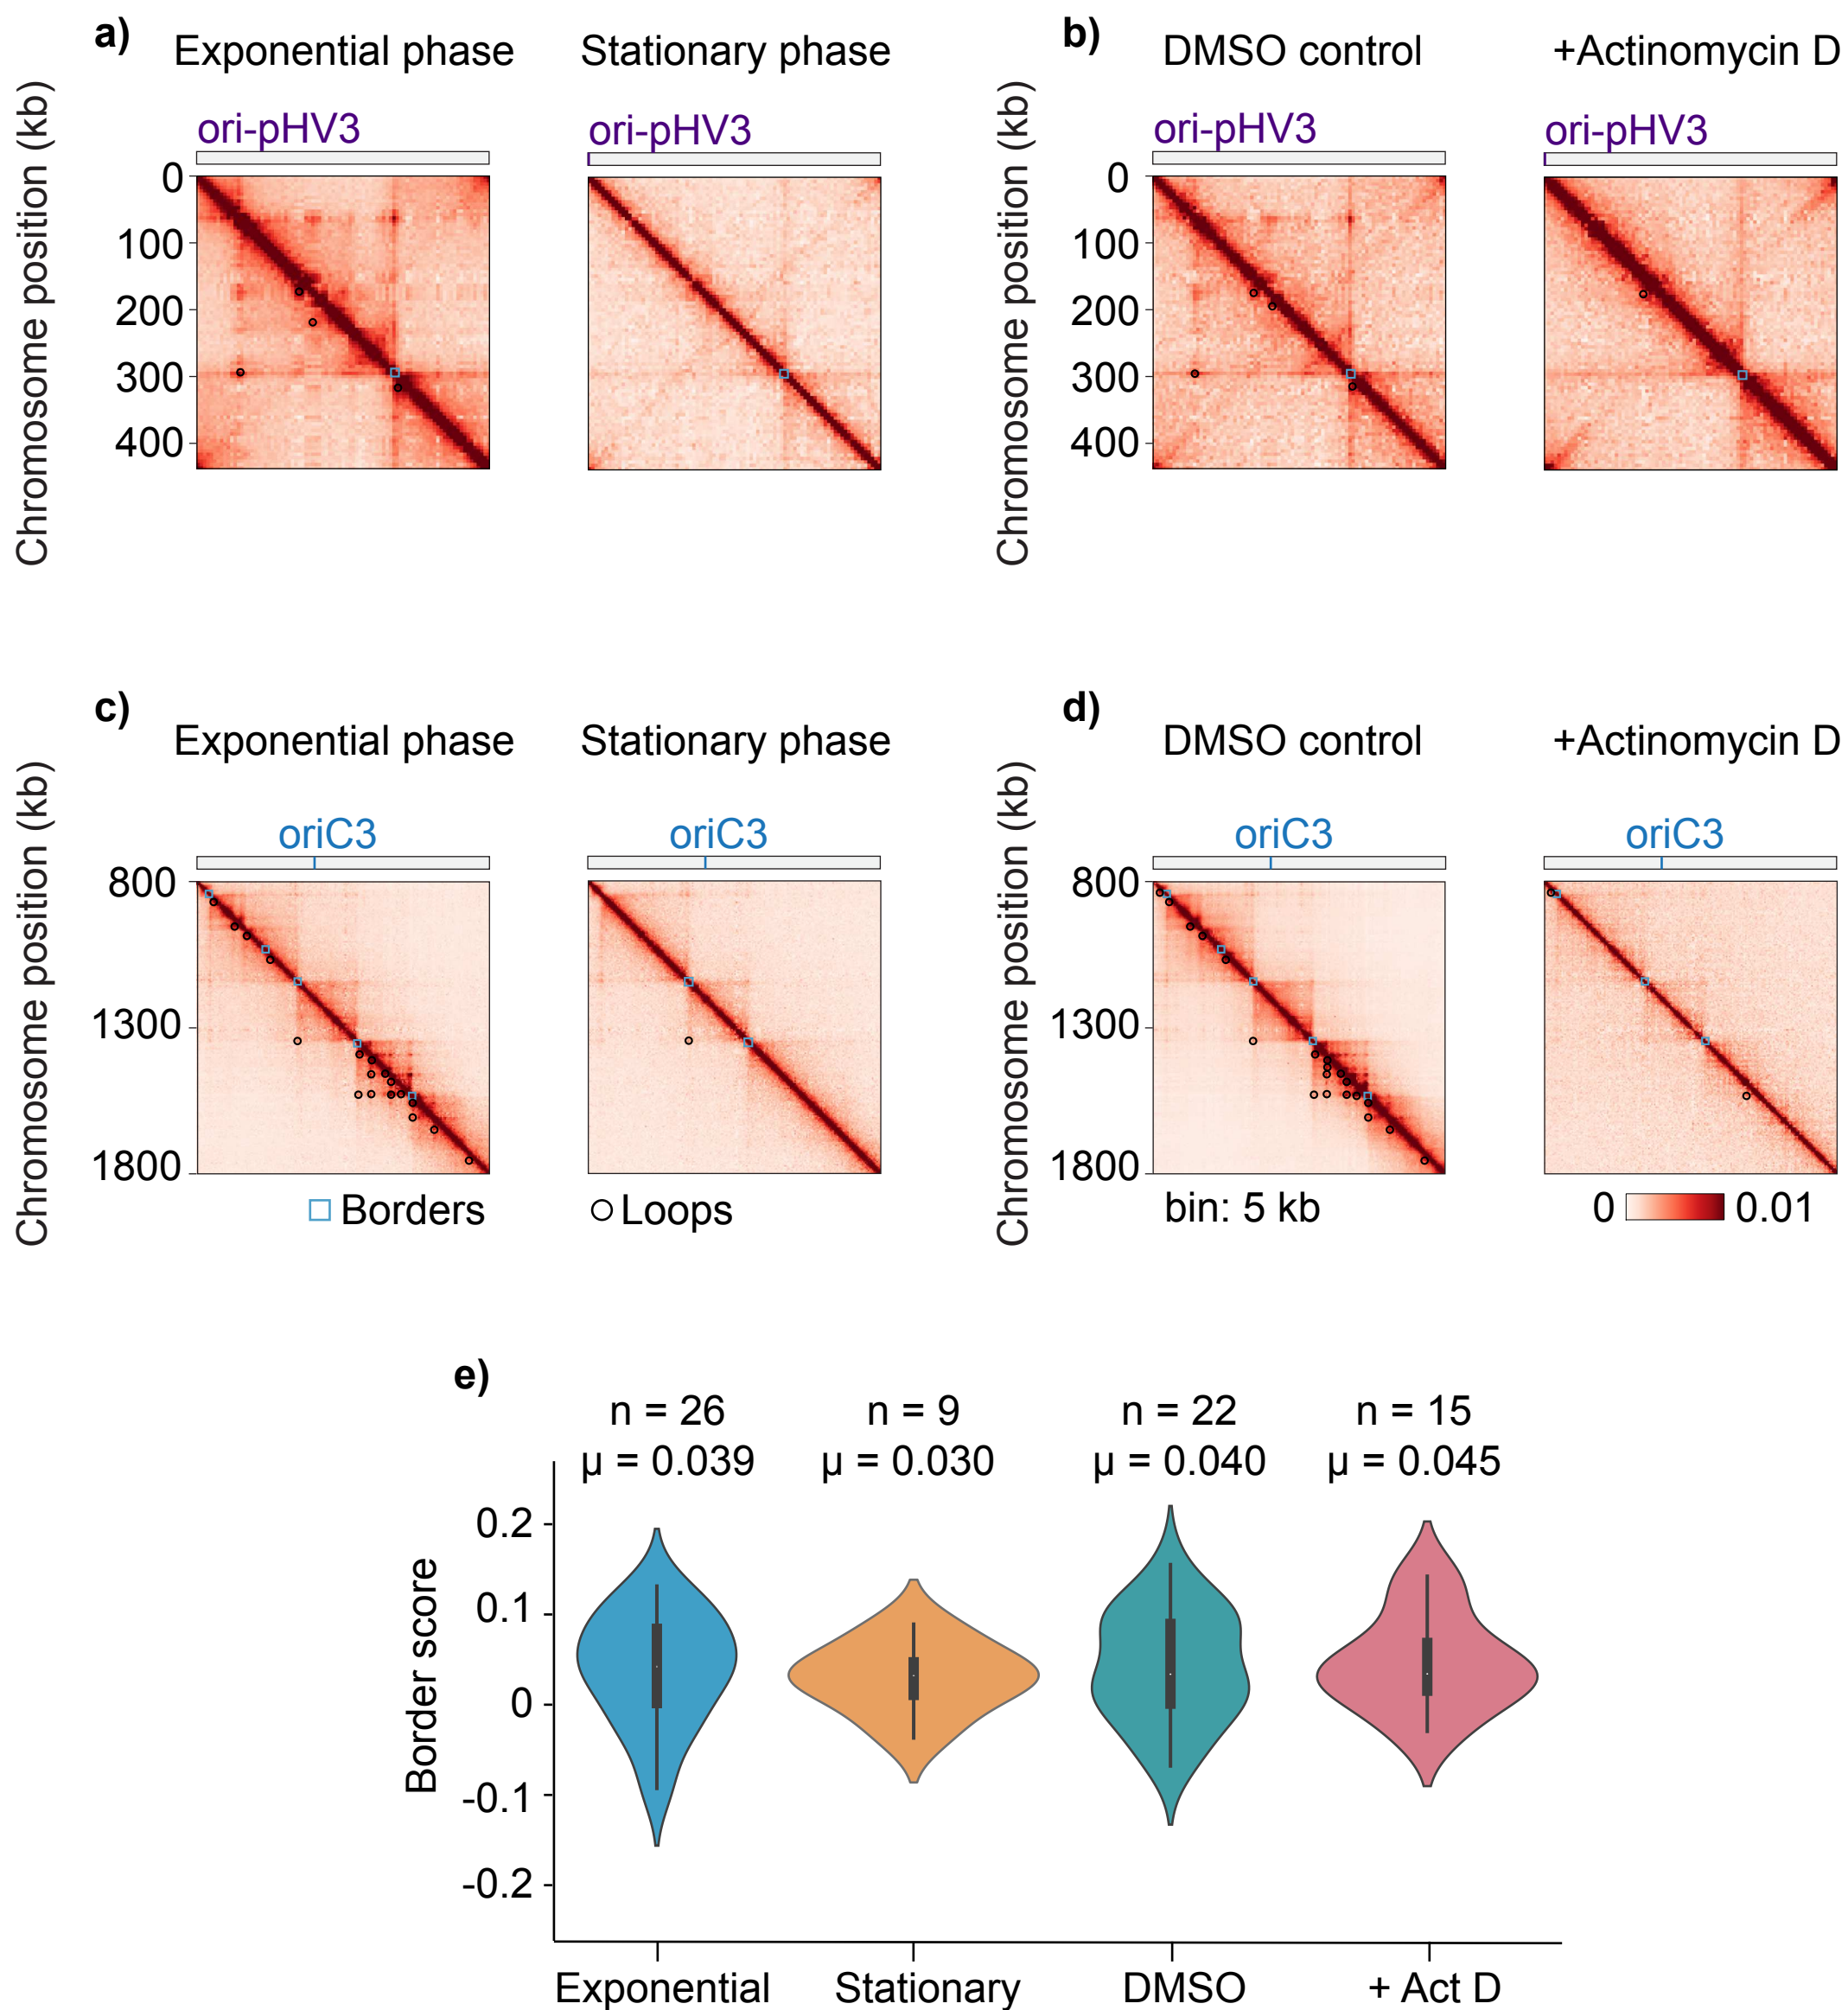 a)
Exponential phase
Stationary phase
ori-pHV3
ori-pHV3
Chromosome position (kb)
0
100
200
300
400
b)
DMSO control
+Actinomycin D
ori-pHV3
ori-pHV3
Chromosome position (kb)
0
100
200
300
400
c)
Exponential phase
Stationary phase
oriC3
oriC3
Chromosome position (kb)
800
1300
1800
Borders
Loops
d)
DMSO control
+Actinomycin D
oriC3
oriC3
Chromosome position (kb)
800
1300
1800
bin: 5 kb
0 0.01
e)
n = 26
μ = 0.039
n = 9
μ = 0.030
n = 22
μ = 0.040
n = 15
μ = 0.045
Border score
0.2
0.1
0
-0.1
-0.2
Exponential
Stationary
DMSO
+ Act D